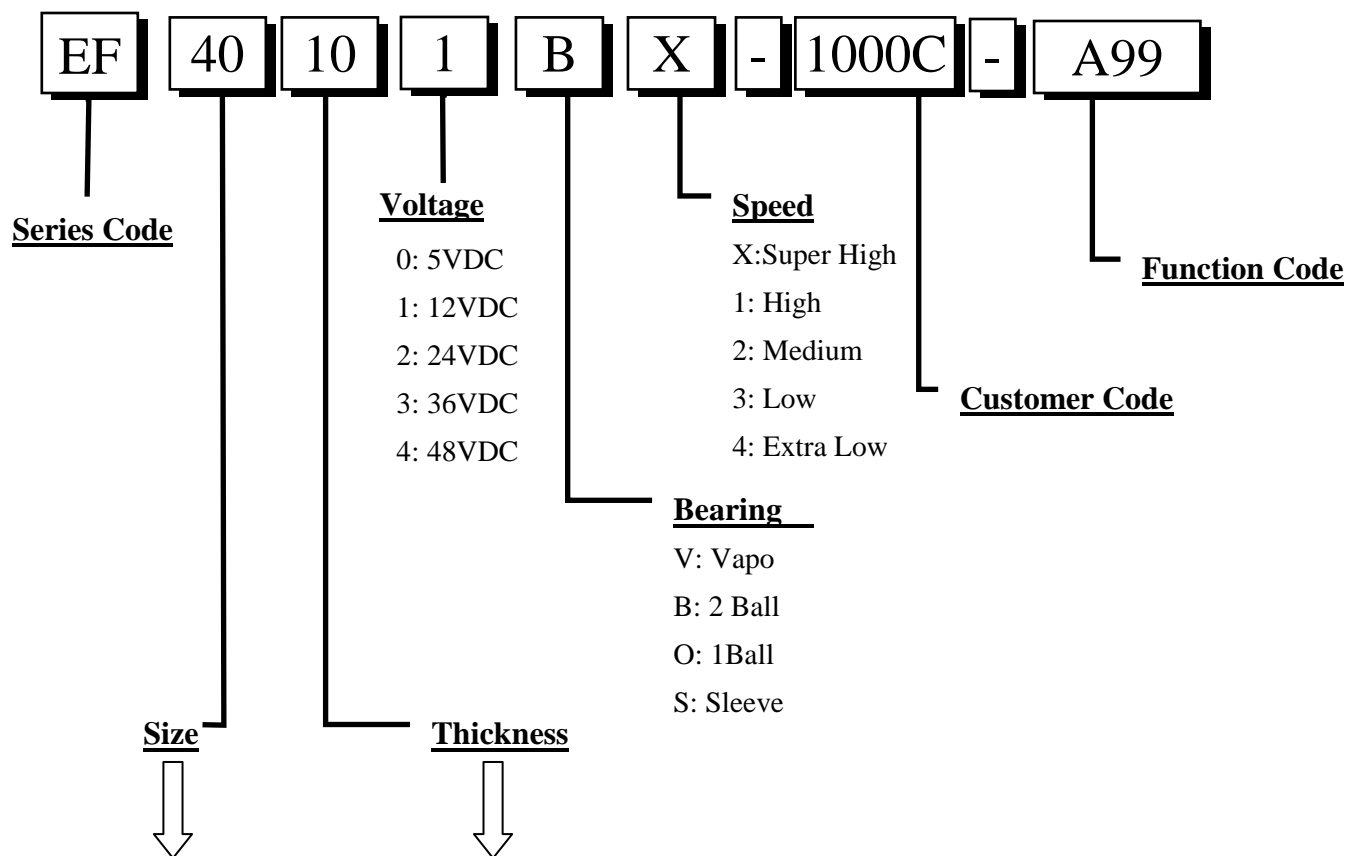 EF 40 10 1 B X - 1000C - A99
Series Code
Voltage
0: 5VDC
1: 12VDC
2: 24VDC
3: 36VDC
4: 48VDC
Speed
X:Super High
1: High
2: Medium
3: Low
4: Extra Low
Function Code
Customer Code
Bearing
V: Vapo
B: 2 Ball
O: 1Ball
S: Sleeve
Size
Thickness